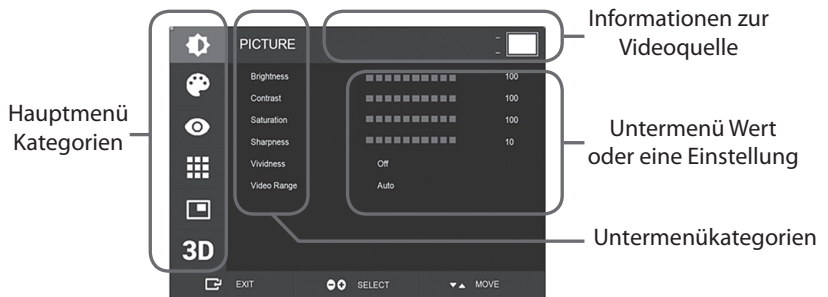 Informationen zur
Videoquelle
PICTURE
Brightness 100
Contrast 100
Saturation 100
Sharpness 10
Vividness Off
Video Range Auto
3D
EXIT SELECT MOVE
Hauptmenü
Kategorien
Untermenü Wert
oder eine Einstellung
Untermenükategorien